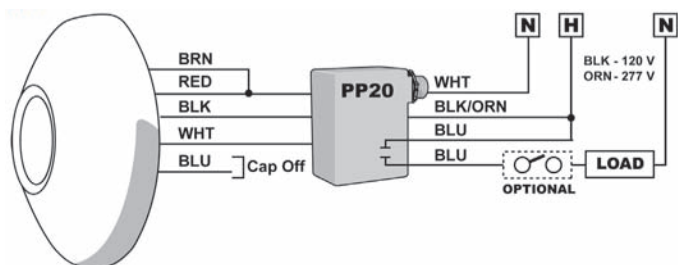 N H N
BRN
RED
BLK
WHT
BLU
Cap Off
PP20
WHT
BLK/ORN
BLU
BLU
BLK - 120 V
ORN - 277 V
OPTIONAL
LOAD